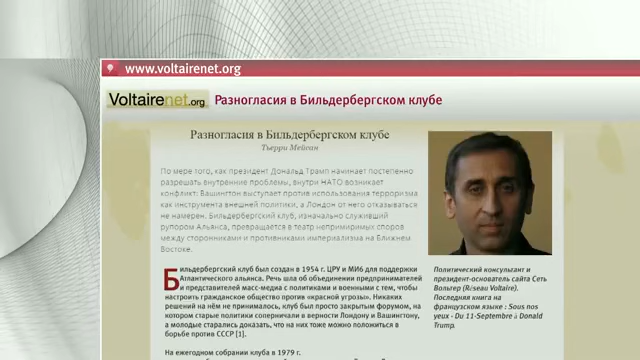 www.voltairenet.org
Voltairenet.org
Разногласия в Бильдербергском клубе
Разногласия в Бильдербергском клубе
Тьерри Мейсан
По мере того, как президент Дональд Трамп начинает постепенно
разрешать внутренние проблемы, внутри НАТО возникает
конфликт: Вашингтон выступает против использования терроризма
как инструмента внешней политики, а Лондон от него отказываться
не намерен. Бильдербергский клуб, изначально служивший
рупором Альянса, превращается в театр непримиримых споров
между сторонниками и противниками империализма на Ближнем
Востоке.
Бильдербергский клуб был создан в 1954 г. ЦРУ и МИ6 для поддержки
Атлантического альянса. Речь шла об объединении предпринимателей
и представителей масс-медиа с политиками и военными с тем, чтобы
настроить гражданское общество против «красной угрозы». Никаких
решений на нём не принималось, клуб был просто закрытым форумом, на
котором старые политики соперничали в верности Лондону и Вашингтону,
а молодые старались доказать, что на них тоже можно положиться в
борьбе против СССР [1].
На ежегодном собрании клуба в 1979 г.
Политический консультант и
президент-основатель сайта Сеть
Вольтер (Réseau Voltaire).
Последняя книга на
французском языке : Sous nos
yeux - Du 11-Septembre à Donald
Trump.